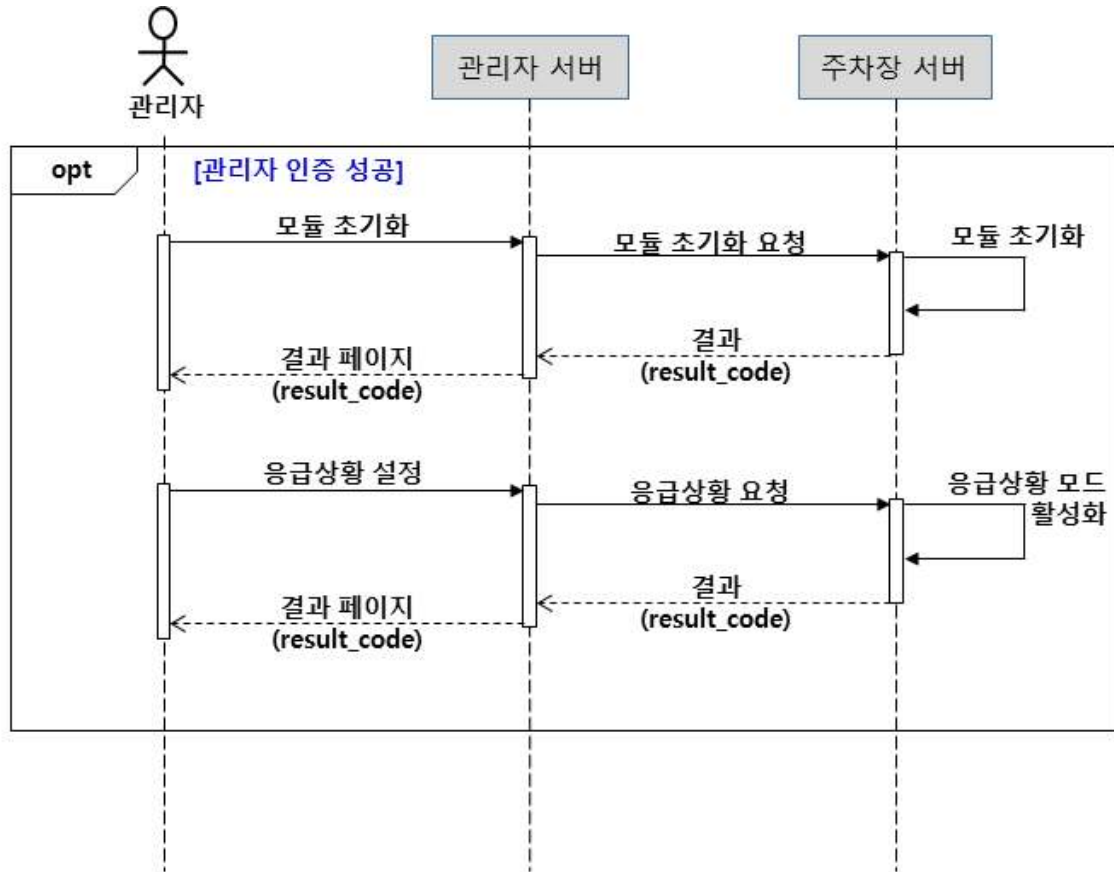 관리자
관리자 서버
주차장 서버
opt
[관리자 인증 성공]
모듈 초기화
모듈 초기화 요청
모듈 초기화
결과
(result_code)
결과 페이지
(result_code)
응급상황 설정
응급상황 요청
응급상황 모드
활성화
결과
(result_code)
결과 페이지
(result_code)